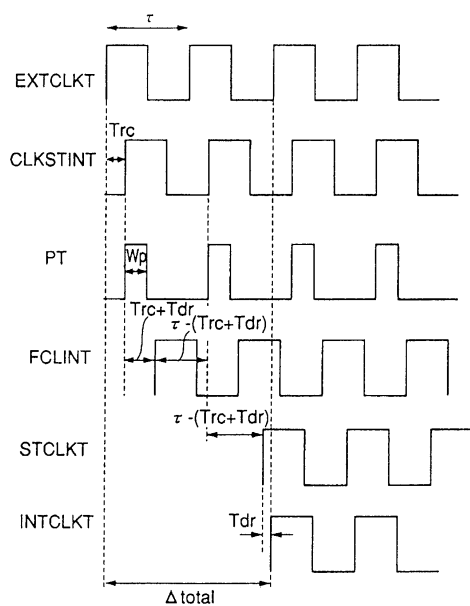 τ
EXTCLKT
Trc
CLKSTINT
PT
Wp
Trc+Tdr
τ -(Trc+Tdr)
FCLINT
τ -(Trc+Tdr)
STCLKT
Tdr
INTCLKT
Δ total